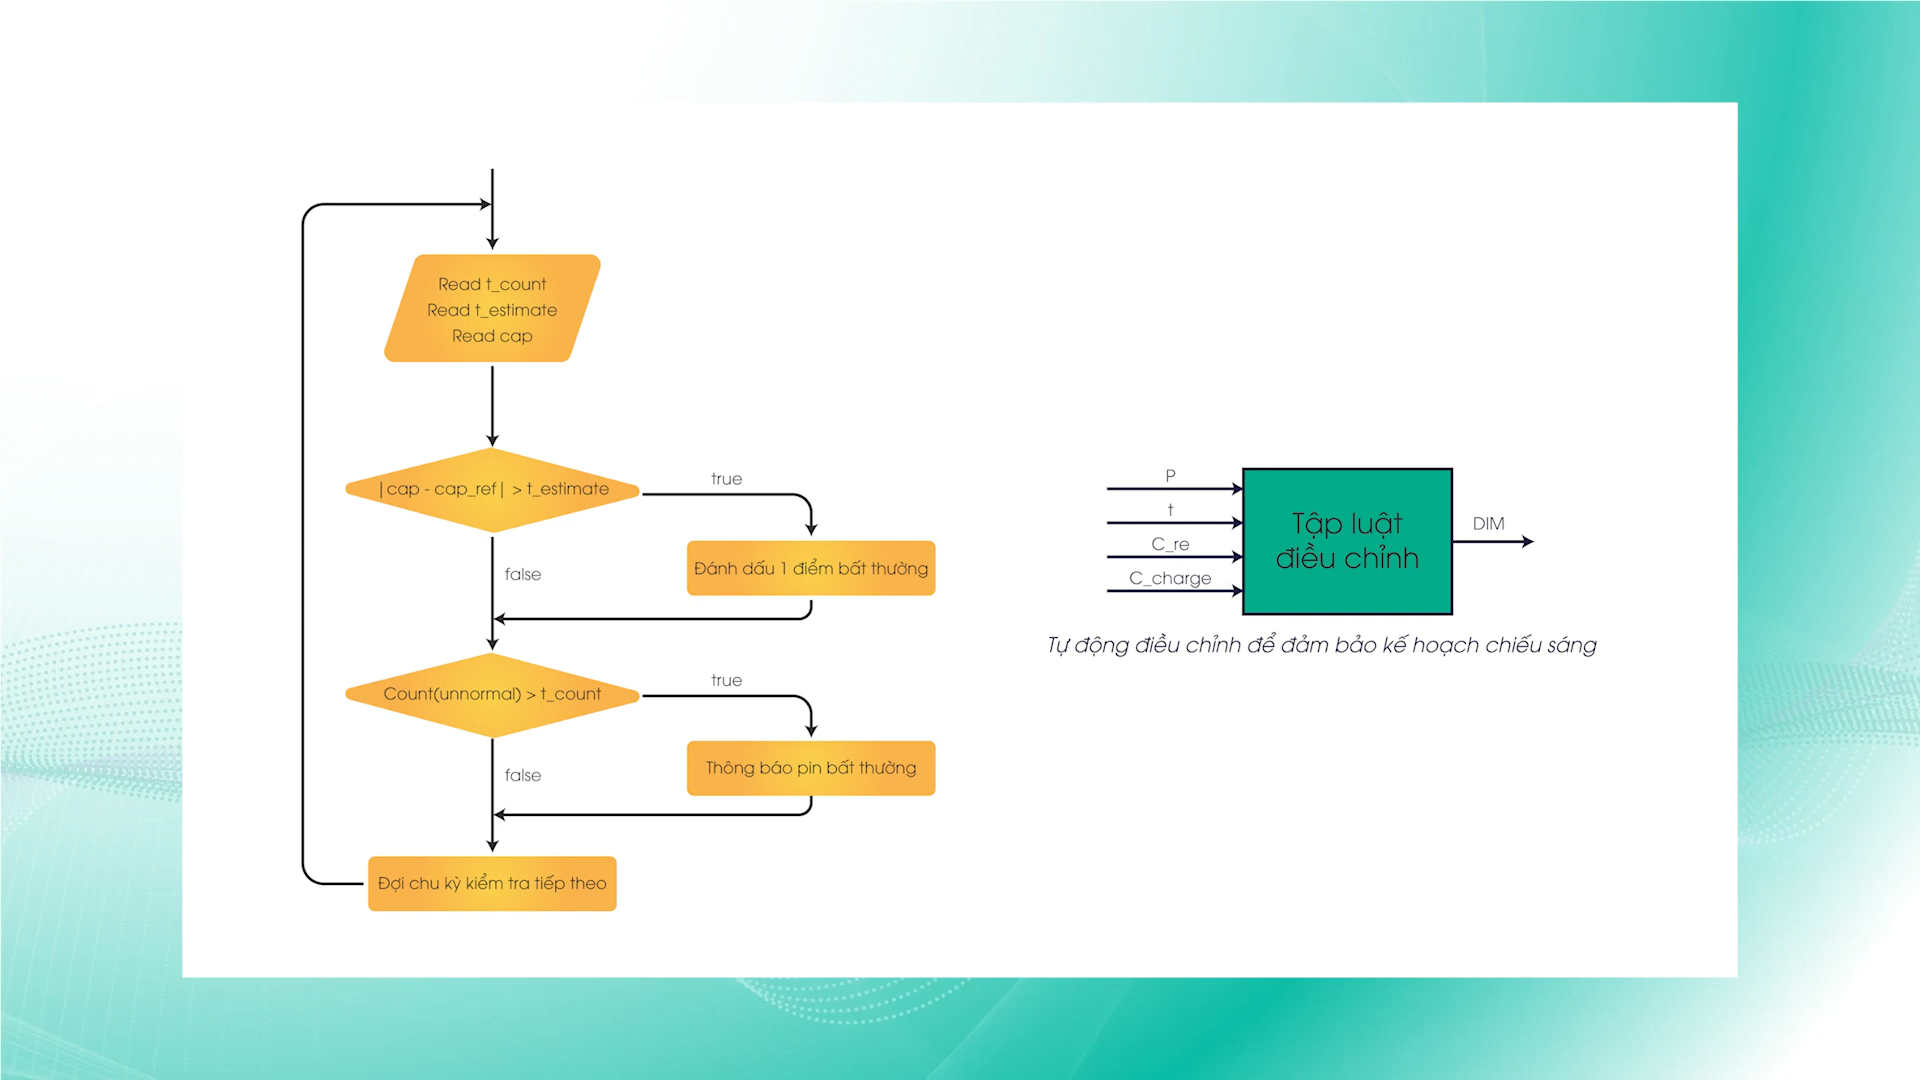 Read t_count
Read t_estimate
Read cap
|cap - cap_ref| > t_estimate
true
Đánh dấu 1 điểm bất thường
false
Count(unnormal) > t_count
true
Thông báo pin bất thường
false
Đợi chu kỳ kiểm tra tiếp theo
P
t
C_re
C_charge
Tập luật
điều chỉnh
DIM
Tự động điều chỉnh để đảm bảo kế hoạch chiếu sáng